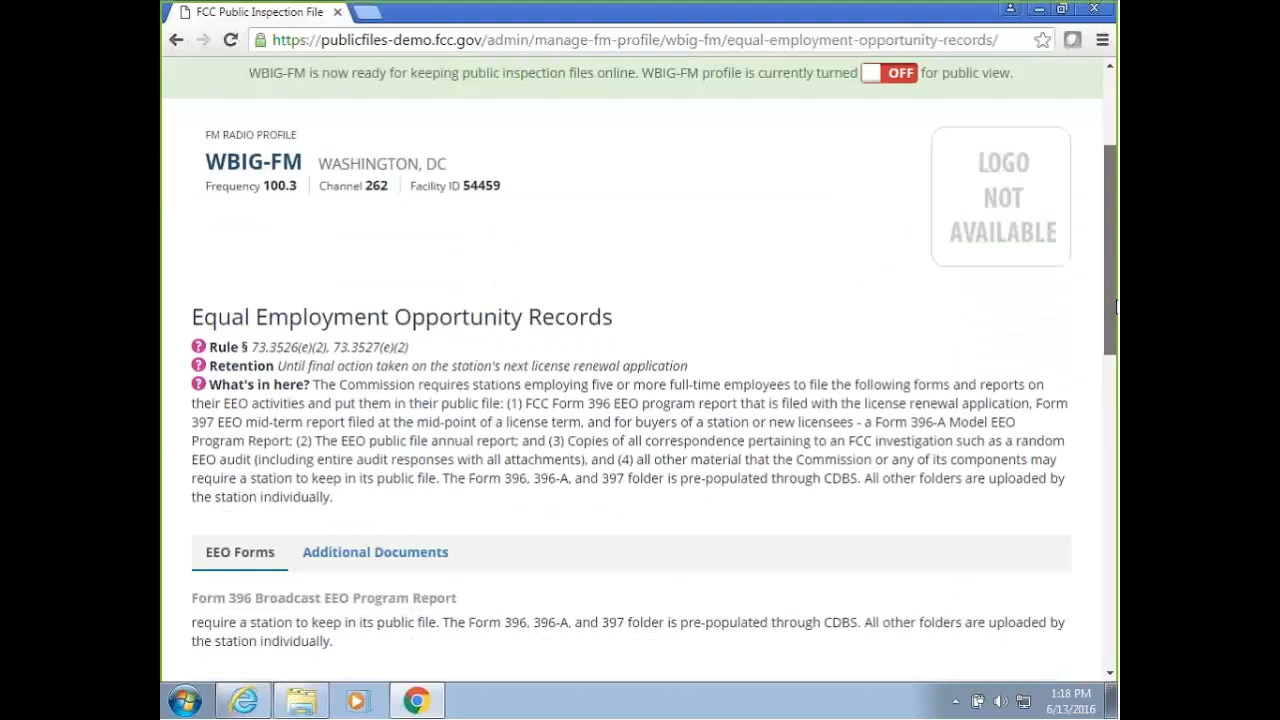 FCC Public Inspection File
https://publicfiles-demo.fcc.gov/admin/manage-fm-profile/wbig-fm/equal-employment-opportunity-records/
WBIG-FM is now ready for keeping public inspection files online. WBIG-FM profile is currently turned OFF for public view.
FM RADIO PROFILE
WBIG-FM WASHINGTON, DC
Frequency 100.3 Channel 262 Facility ID 54459
LOGO
NOT
AVAILABLE
Equal Employment Opportunity Records
? Rule § 73.3526(e)(2), 73.3527(e)(2)
? Retention Until final action taken on the station's next license renewal application
? What's in here? The Commission requires stations employing five or more full-time employees to file the following forms and reports on
their EEO activities and put them in their public file: (1) FCC Form 396 EEO program report that is filed with the license renewal application, Form
397 EEO mid-term report filed at the mid-point of a license term, and for buyers of a station or new licensees - a Form 396-A Model EEO
Program Report; (2) The EEO public file annual report; and (3) Copies of all correspondence pertaining to an FCC investigation such as a random
EEO audit (including entire audit responses with all attachments), and (4) all other material that the Commission or any of its components may
require a station to keep in its public file. The Form 396, 396-A, and 397 folder is pre-populated through CDBS. All other folders are uploaded by
the station individually.
EEO Forms Additional Documents
Form 396 Broadcast EEO Program Report
require a station to keep in its public file. The Form 396, 396-A, and 397 folder is pre-populated through CDBS. All other folders are uploaded by
the station individually.
1:18 PM
6/13/2016